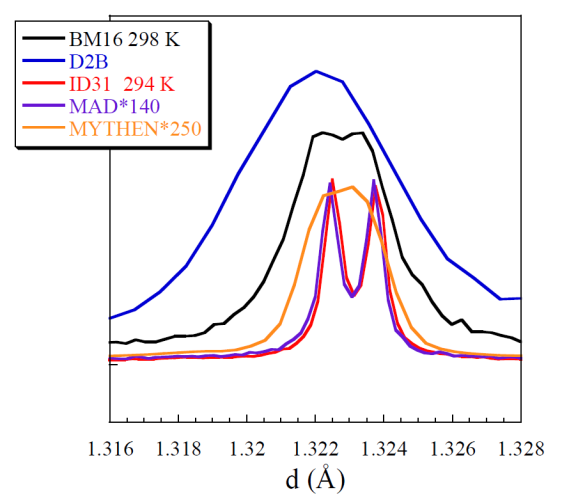 BM16 298 K
D2B
ID31 294 K
MAD*140
MYTHEN*250
1.316 1.318 1.32 1.322 1.324 1.326 1.328
d (Å)